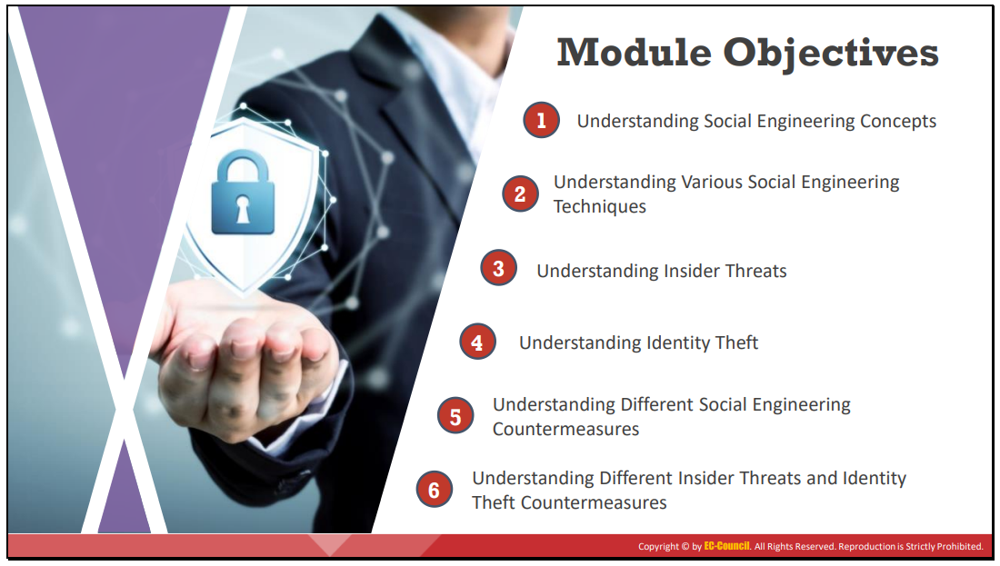 Module Objectives
1 Understanding Social Engineering Concepts
2 Understanding Various Social Engineering
Techniques
3 Understanding Insider Threats
4 Understanding Identity Theft
5 Understanding Different Social Engineering
Countermeasures
6 Understanding Different Insider Threats and Identity
Theft Countermeasures
Copyright © by EC-Council. All Rights Reserved. Reproduction is Strictly Prohibited.